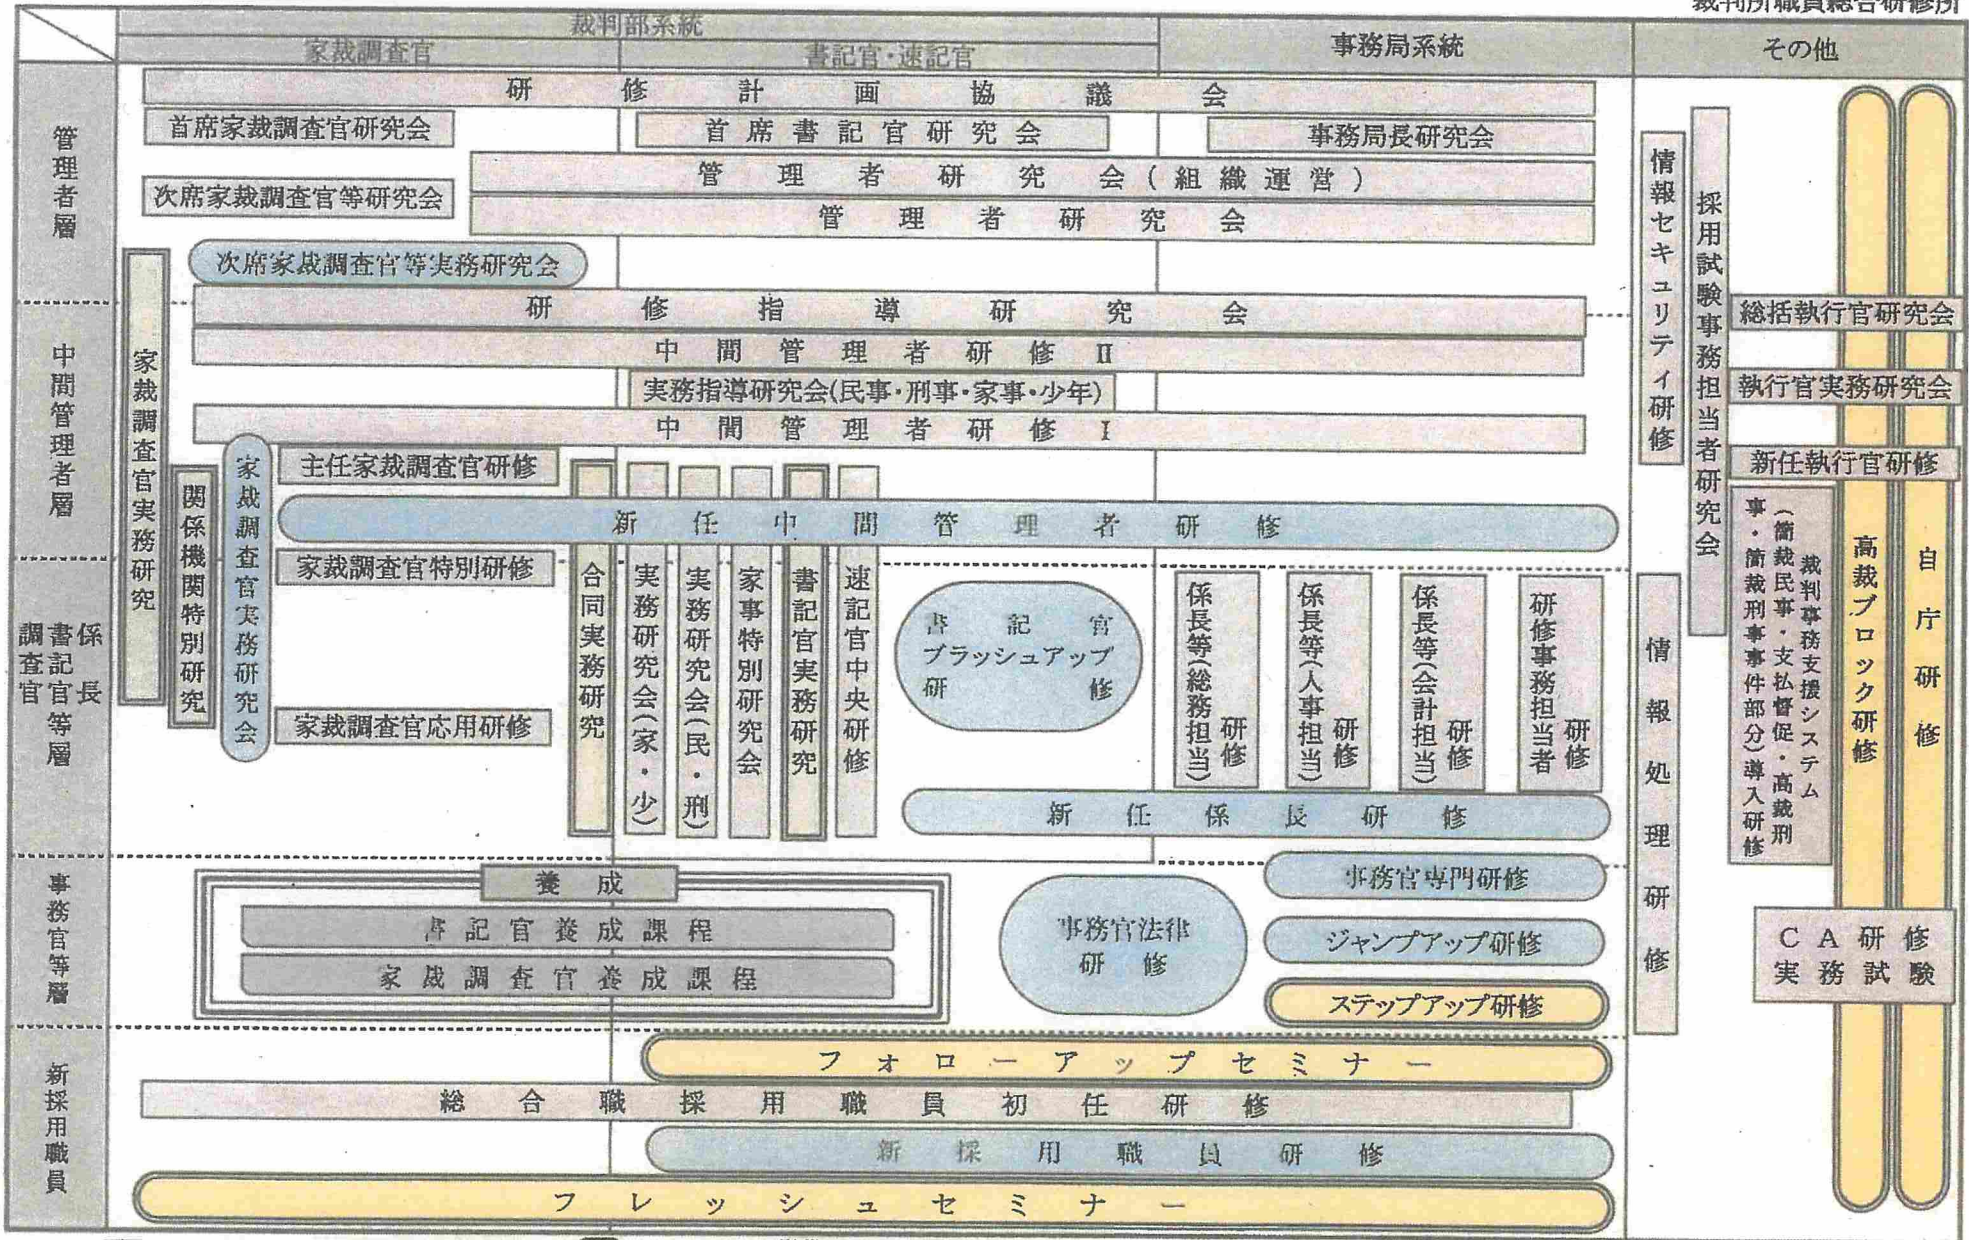 裁判所職員総合研修所
裁判部系統
事務局系統
その他
家裁調査官
書記官・速記官
管理者層
研修計画協議会
首席家裁調査官研究会
首席書記官研究会
事務局長研究会
管理者研究会(組織運営)
次席家裁調査官等研究会
管理者研究会
次席家裁調査官等実務研究会
中間管理者層
研修指導研究会
中間管理者研修Ⅱ
実務指導研究会(民事・刑事・家事・少年)
中間管理者研修Ⅰ
主任家裁調査官研修
新任中間管理者研修
家裁調査官実務研究
関係機関特別研究
家裁調査官実務研究会
係長
書記官等層
調査官
家裁調査官特別研修
家裁調査官応用研修
合同実務研究
実務研究会(家・少)
実務研究会(民・刑)
家事特別研究会
書記官実務研究
速記官中央研修
書記官
ブラッシュアップ
研修
係長等(総務担当)研修
係長等(人事担当)研修
係長等(会計担当)研修
研修事務担当者研修
新任係長研修
事務官等層
養成
書記官養成課程
家裁調査官養成課程
事務官法律
研修
事務官専門研修
ジャンプアップ研修
ステップアップ研修
新採用職員
フォローアップセミナー
総合職採用職員初任研修
新採用職員研修
フレッシュセミナー
情報セキュリティ研修
採用試験事務担当者研究会
情報処理研修
総括執行官研究会
執行官実務研究会
新任執行官研修
裁判事務支援システム
(簡裁民事・支払督促・高裁刑
事・簡裁刑事事件部分)導入研修
高裁ブロック研修
自庁研修
CA研修
実務試験